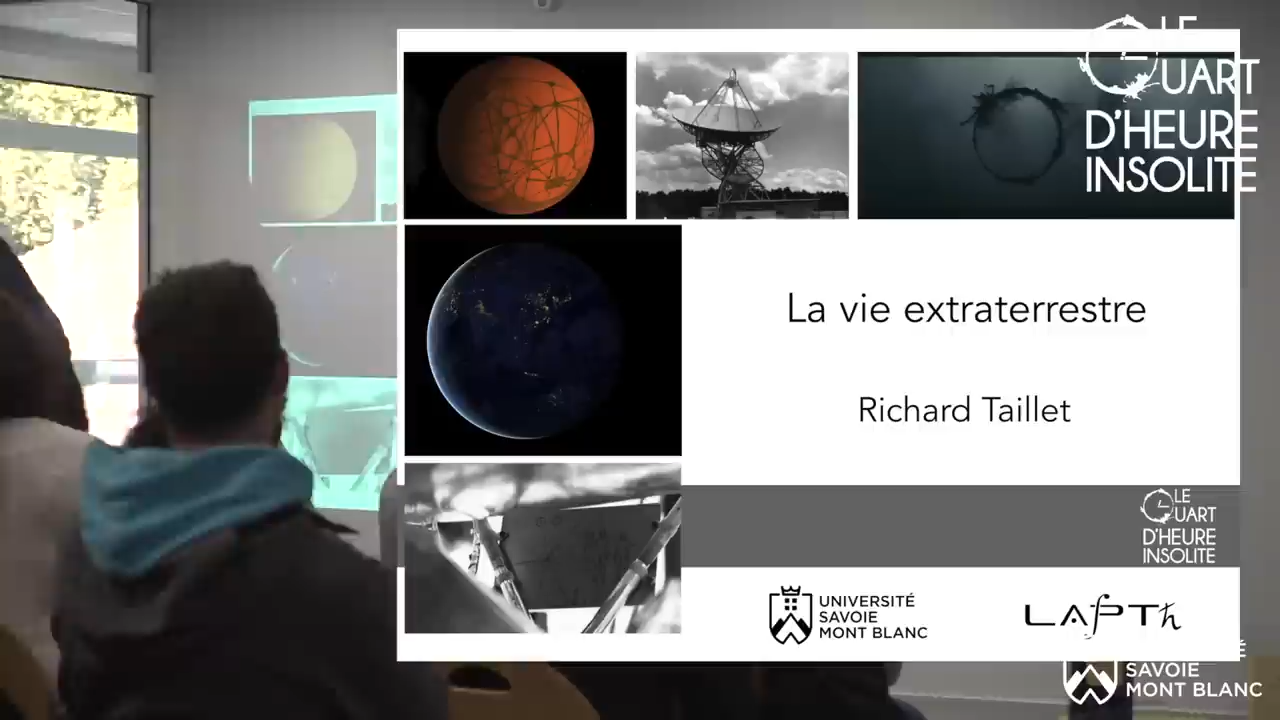 LE
QUART
D'HEURE
INSOLITE
La vie extraterrestre
Richard Taillet
LE
QUART
D'HEURE
INSOLITE
UNIVERSITÉ
SAVOIE
MONT BLANC
LAPTh
SAVOIE
MONT BLANC